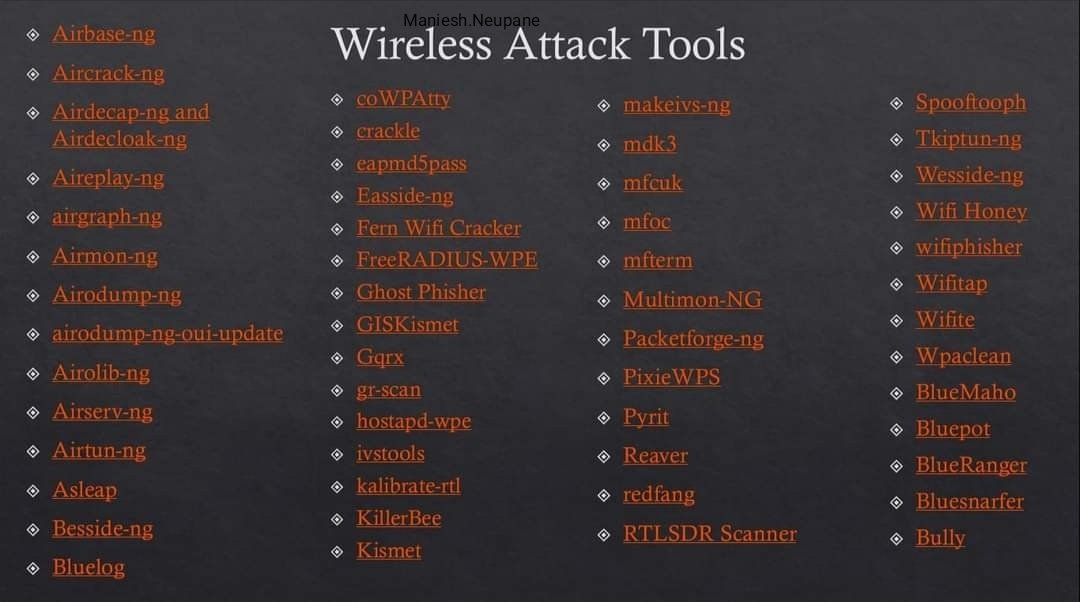 Maniesh.Neupane
Wireless Attack Tools
Airbase-ng
Aircrack-ng
Airdecap-ng and
Airdecloak-ng
Aireplay-ng
airgraph-ng
Airmon-ng
Airodump-ng
airodump-ng-oui-update
Airolib-ng
Airserv-ng
Airtun-ng
Asleap
Besside-ng
Bluelog
coWPAtty
crackle
eapmd5pass
Easside-ng
Fern Wifi Cracker
FreeRADIUS-WPE
Ghost Phisher
GISKismet
Gqrx
gr-scan
hostapd-wpe
ivstools
kalibrate-rtl
KillerBee
Kismet
makeivs-ng
mdk3
mfcuk
mfoc
mfterm
Multimon-NG
Packetforge-ng
PixieWPS
Pyrit
Reaver
redfang
RTLSDR Scanner
Spooftooph
Tkiptun-ng
Wesside-ng
Wifi Honey
wifiphisher
Wifitap
Wifite
Wpaclean
BlueMaho
Bluepot
BlueRanger
Bluesnarfer
Bully